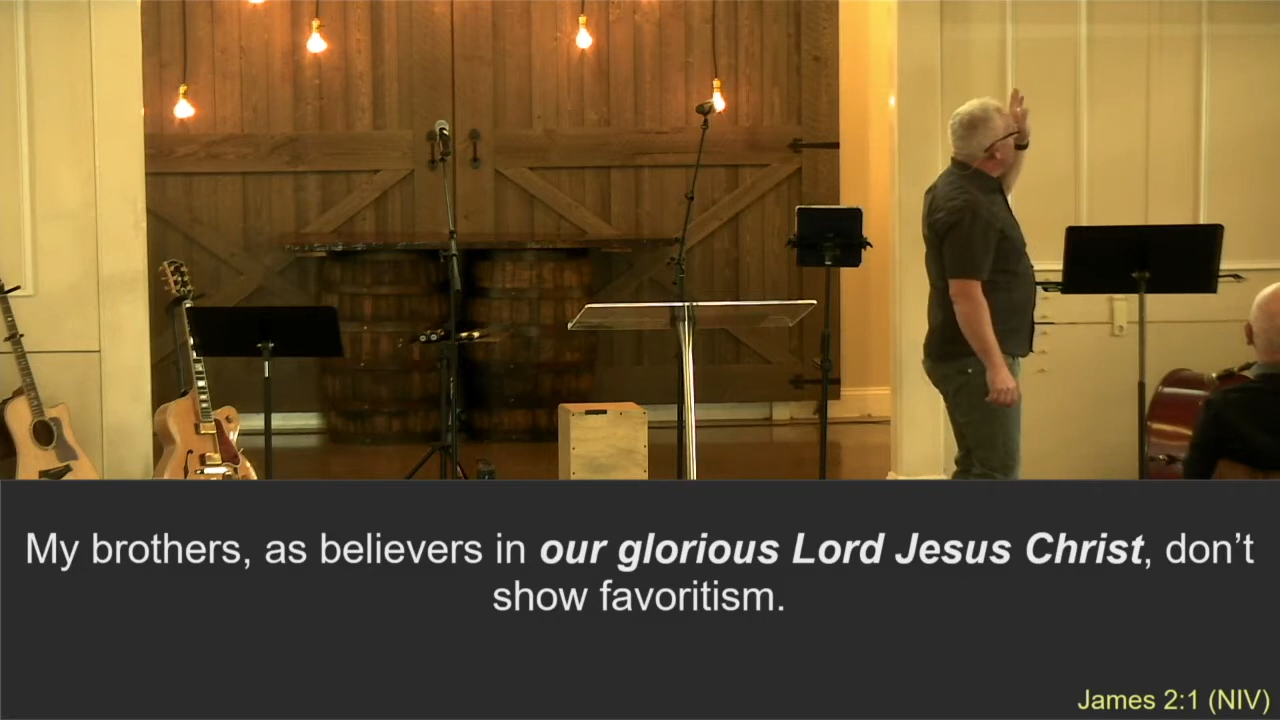 My brothers, as believers in our glorious Lord Jesus Christ, don’t
show favoritism.
James 2:1 (NIV)